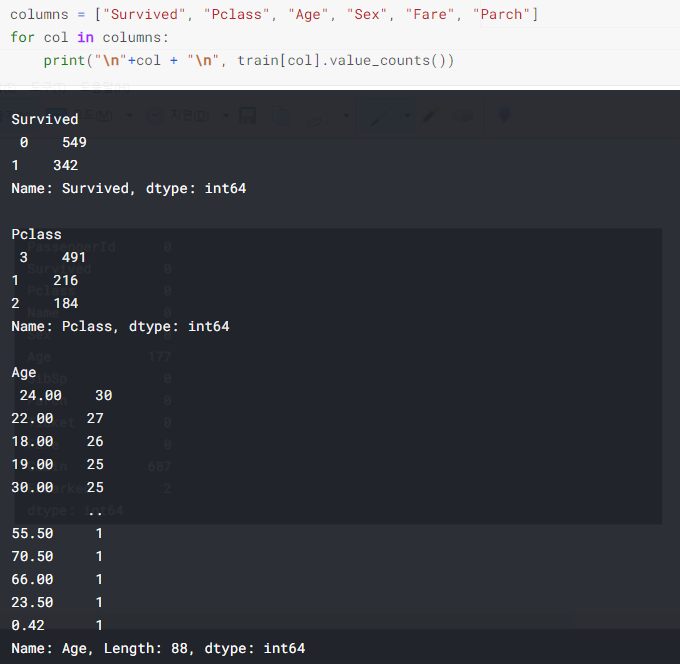 columns = ["Survived", "Pclass", "Age", "Sex", "Fare", "Parch"]
for col in columns:
    print("\n"+col + "\n", train[col].value_counts())
Survived
 0    549
1    342
Name: Survived, dtype: int64
Pclass
 3    491
1    216
2    184
Name: Pclass, dtype: int64
Age
 24.00    30
22.00    27
18.00    26
19.00    25
30.00    25
         ..
55.50     1
70.50     1
66.00     1
23.50     1
0.42      1
Name: Age, Length: 88, dtype: int64